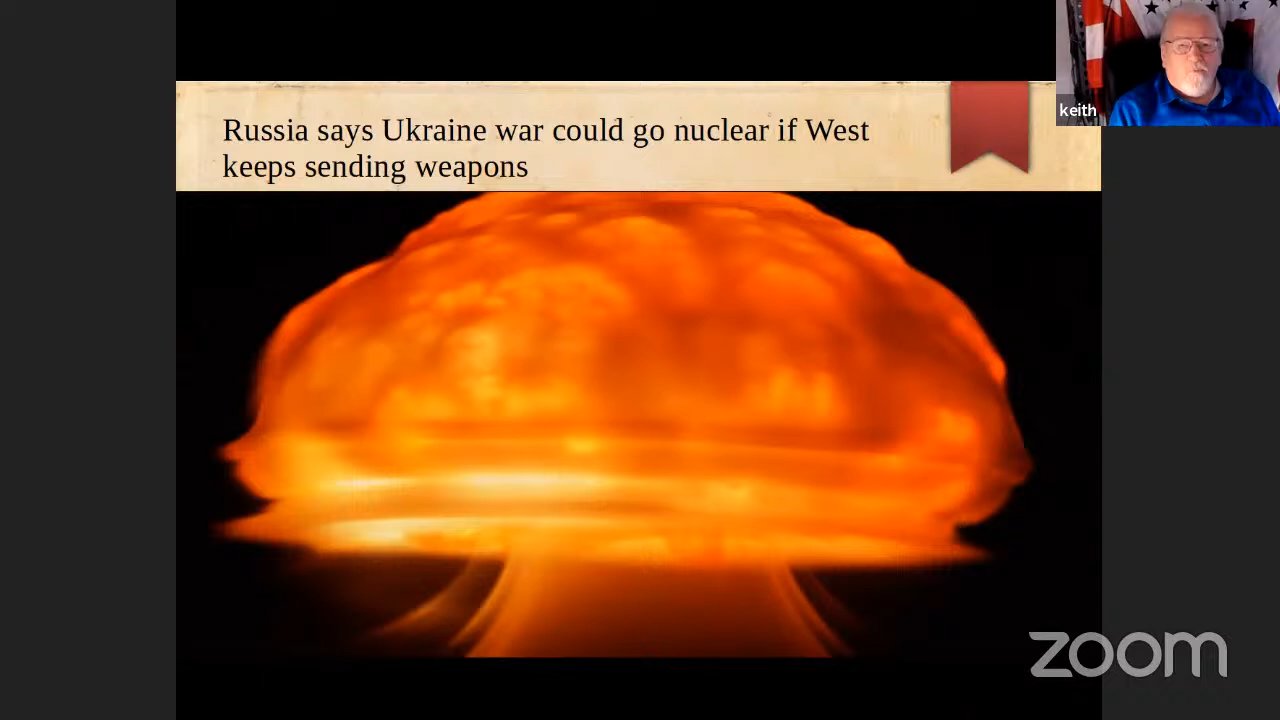 Russia says Ukraine war could go nuclear if West
keeps sending weapons
keith
zoom